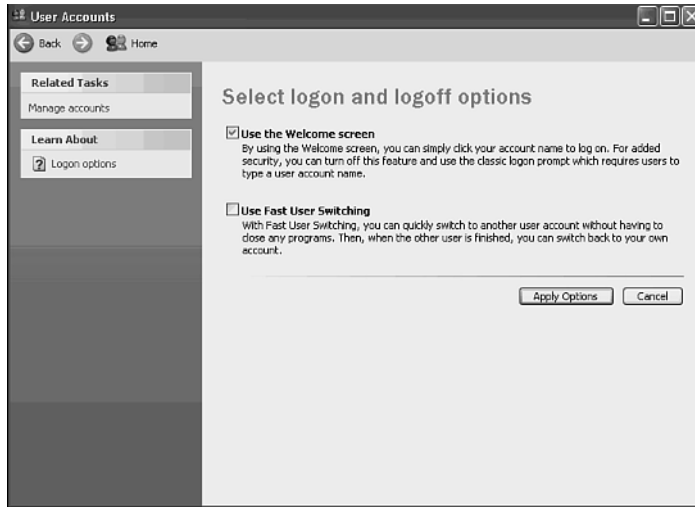 User Accounts
Back Home
Related Tasks
Manage accounts
Learn About
Logon options
Select logon and logoff options
Use the Welcome screen
By using the Welcome screen, you can simply click your account name to log on. For added
security, you can turn off this feature and use the classic logon prompt which requires users to
type a user account name.
Use Fast User Switching
With Fast User Switching, you can quickly switch to another user account without having to
close any programs. Then, when the other user is finished, you can switch back to your own
account.
Apply Options Cancel